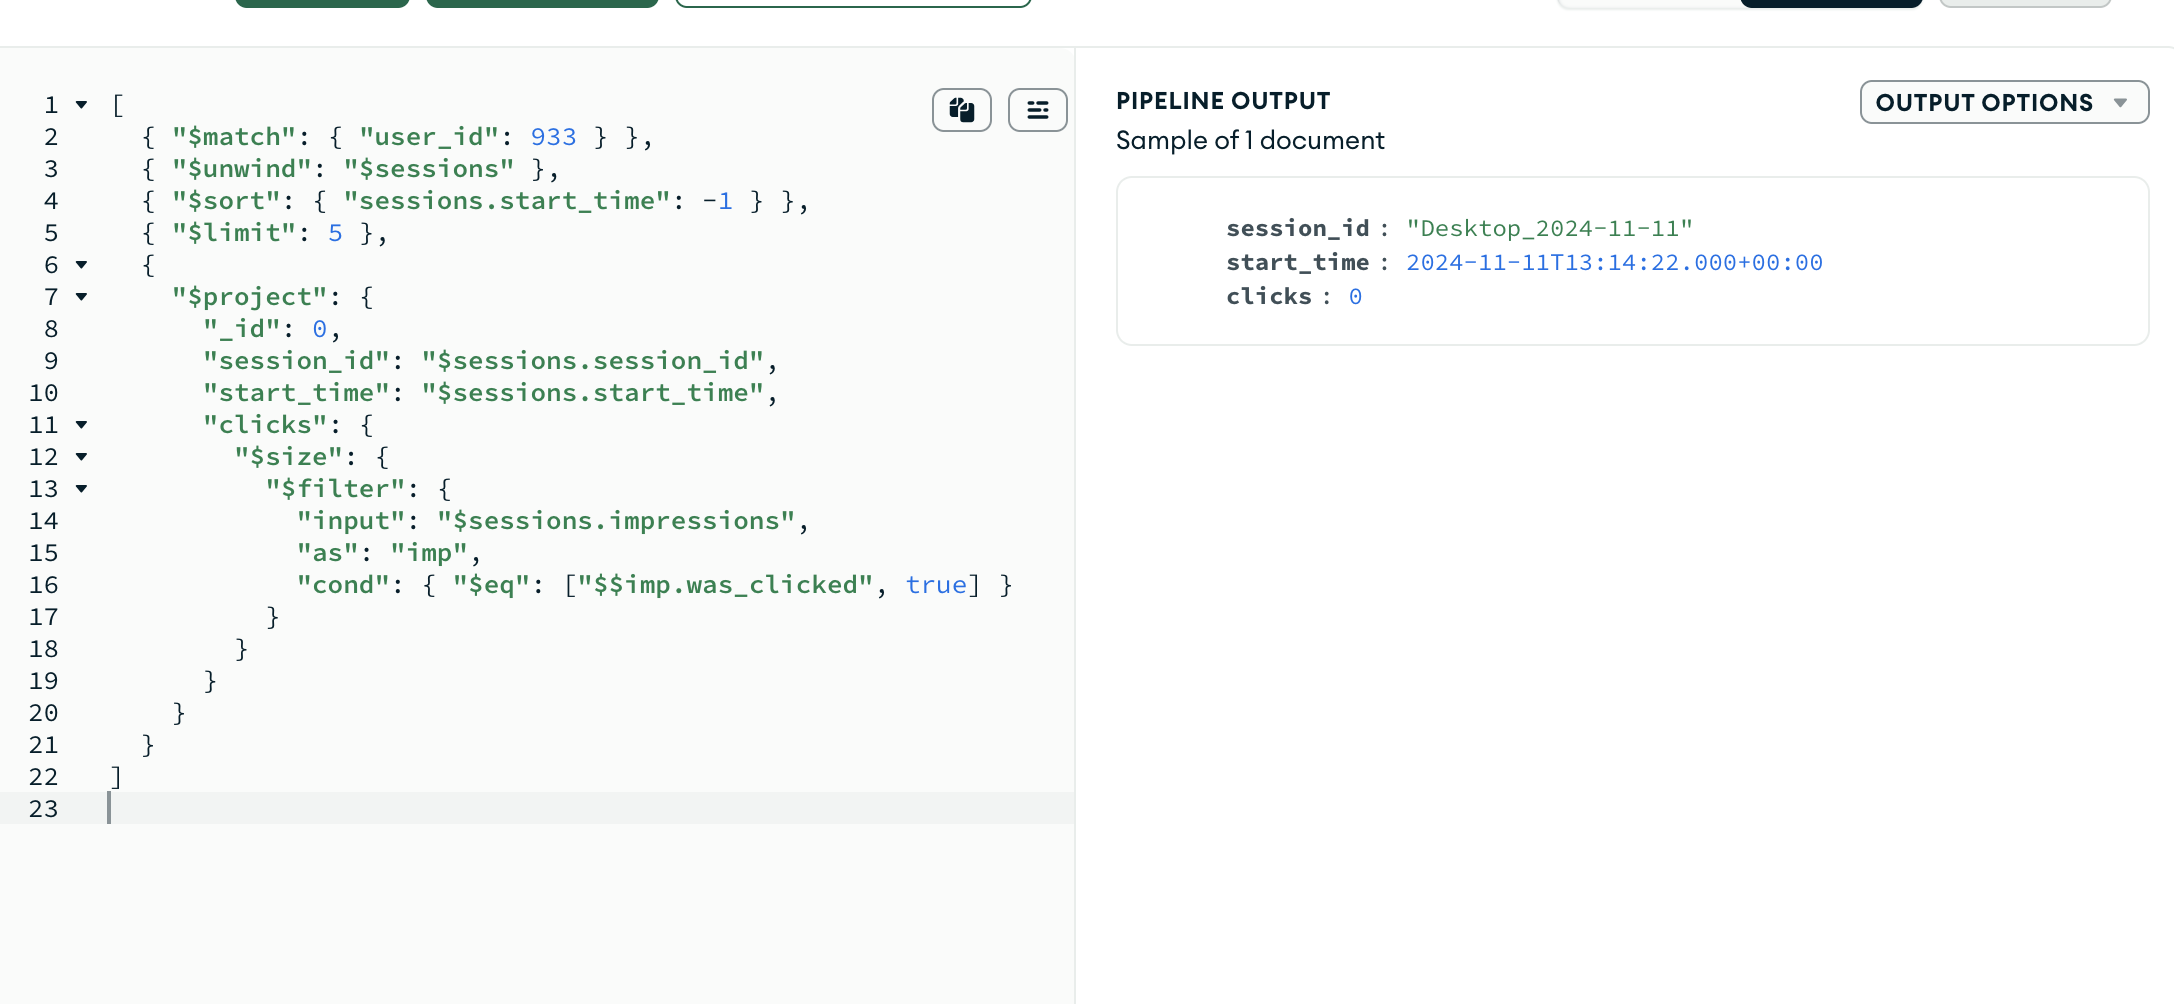 1 [
2 { "$match": { "user_id": 933 } },
3 { "$unwind": "$sessions" },
4 { "$sort": { "sessions.start_time": -1 } },
5 { "$limit": 5 },
6 {
7 "$project": {
8 "_id": 0,
9 "session_id": "$sessions.session_id",
10 "start_time": "$sessions.start_time",
11 "clicks": {
12 "$size": {
13 "$filter": {
14 "input": "$sessions.impressions",
15 "as": "imp",
16 "cond": { "$eq": ["$$imp.was_clicked", true] }
17 }
18 }
19 }
20 }
21 }
22 ]
23
PIPELINE OUTPUT
OUTPUT OPTIONS
Sample of 1 document
session_id : "Desktop_2024-11-11"
start_time : 2024-11-11T13:14:22.000+00:00
clicks : 0